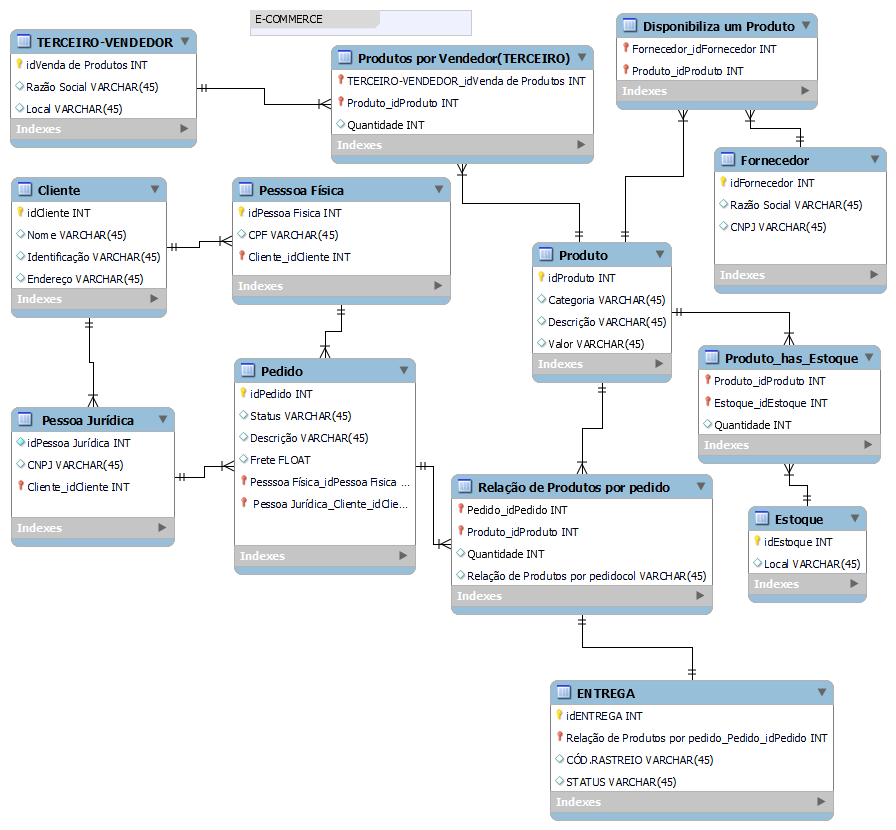 E-COMMERCE
TERCEIRO-VENDEDOR
idVenda de Produtos INT
Razão Social VARCHAR(45)
Local VARCHAR(45)
Indexes
Produtos por Vendedor(TERCEIRO)
TERCEIRO-VENDEDOR_idVenda de Produtos INT
Produto_idProduto INT
Quantidade INT
Indexes
Disponibiliza um Produto
Fornecedor_idFornecedor INT
Produto_idProduto INT
Indexes
Fornecedor
idFornecedor INT
Razão Social VARCHAR(45)
CNPJ VARCHAR(45)
Indexes
Cliente
idCliente INT
Nome VARCHAR(45)
Identificação VARCHAR(45)
Endereço VARCHAR(45)
Indexes
Pesssoa Física
idPessoa Fisica INT
CPF VARCHAR(45)
Cliente_idCliente INT
Indexes
Produto
idProduto INT
Categoria VARCHAR(45)
Descrição VARCHAR(45)
Valor VARCHAR(45)
Indexes
Produto_has_Estoque
Produto_idProduto INT
Estoque_idEstoque INT
Quantidade INT
Indexes
Pessoa Jurídica
idPessoa Jurídica INT
CNPJ VARCHAR(45)
Cliente_idCliente INT
Indexes
Pedido
idPedido INT
Status VARCHAR(45)
Descrição VARCHAR(45)
Frete FLOAT
Pesssoa Física_idPessoa Fisica ...
Pessoa Jurídica_Cliente_idClie...
Indexes
Relação de Produtos por pedido
Pedido_idPedido INT
Produto_idProduto INT
Quantidade INT
Relação de Produtos por pedidocol VARCHAR(45)
Indexes
Estoque
idEstoque INT
Local VARCHAR(45)
Indexes
ENTREGA
idENTREGA INT
Relação de Produtos por pedido_Pedido_idPedido INT
CÓD.RASTREIO VARCHAR(45)
STATUS VARCHAR(45)
Indexes